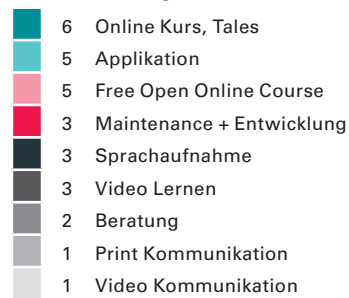 6 Online Kurs, Tales
5 Applikation
5 Free Open Online Course
3 Maintenance + Entwicklung
3 Sprachaufnahme
3 Video Lernen
2 Beratung
1 Print Kommunikation
1 Video Kommunikation